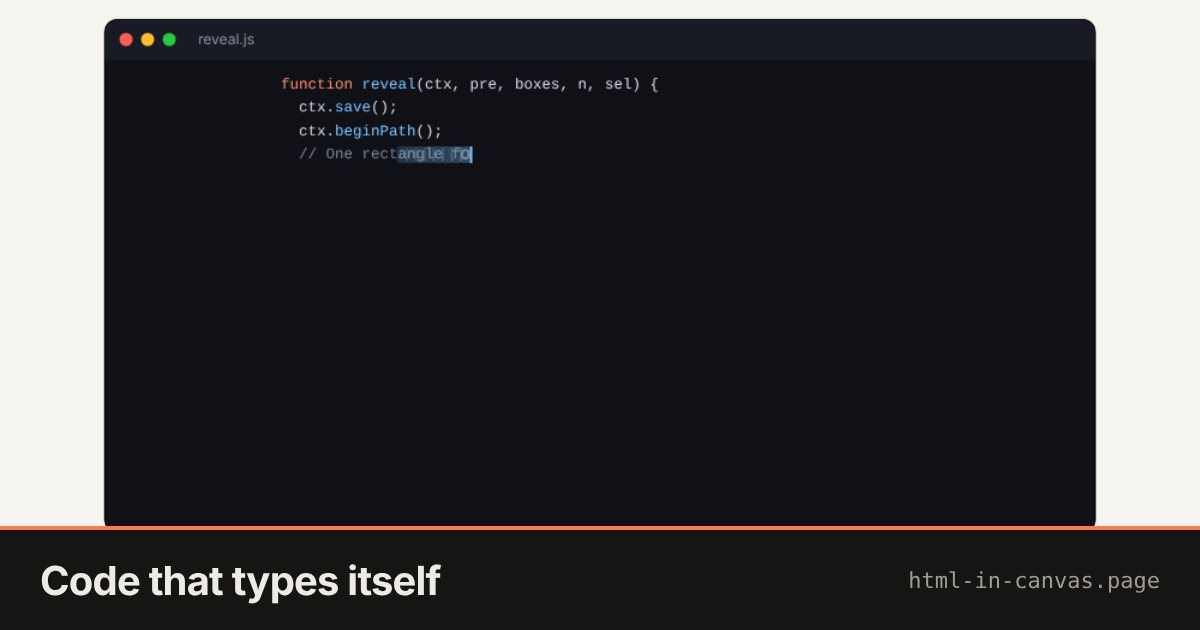 reveal.js
function reveal(ctx, pre, boxes, n, sel) {
  ctx.save();
  ctx.beginPath();
  // One rectangle fo
Code that types itself
html-in-canvas.page